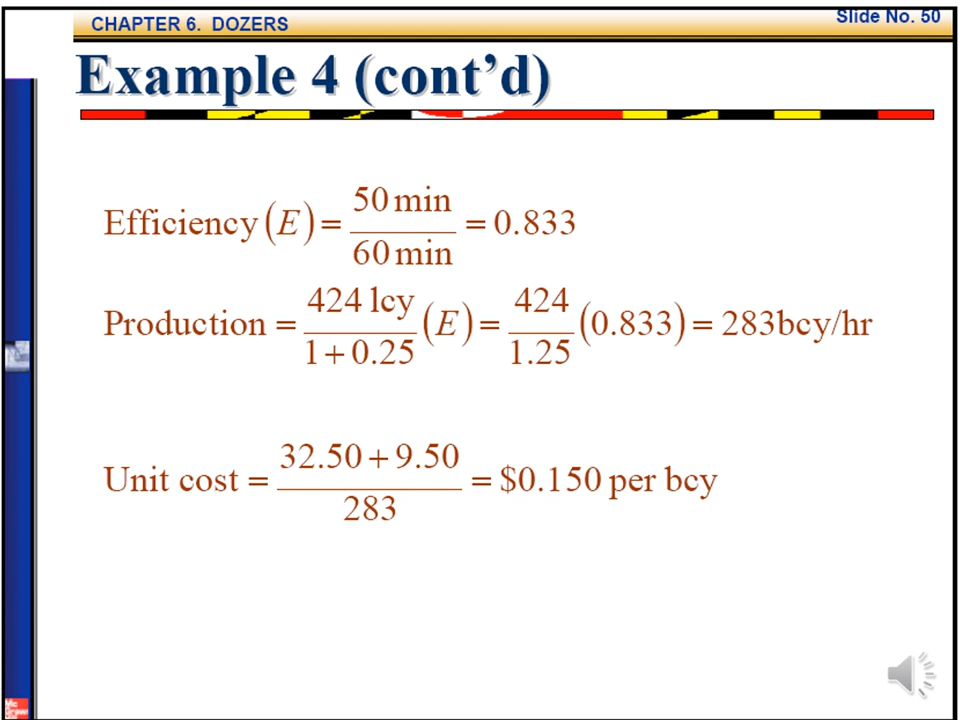 CHAPTER 6. DOZERS
Slide No. 50
Example 4 (cont’d)
Efficiency (E) = 50 min / 60 min = 0.833
Production = 424 lcy / 1 + 0.25 (E) = 424 / 1.25 (0.833) = 283bcy/hr
Unit cost = 32.50 + 9.50 / 283 = $0.150 per bcy